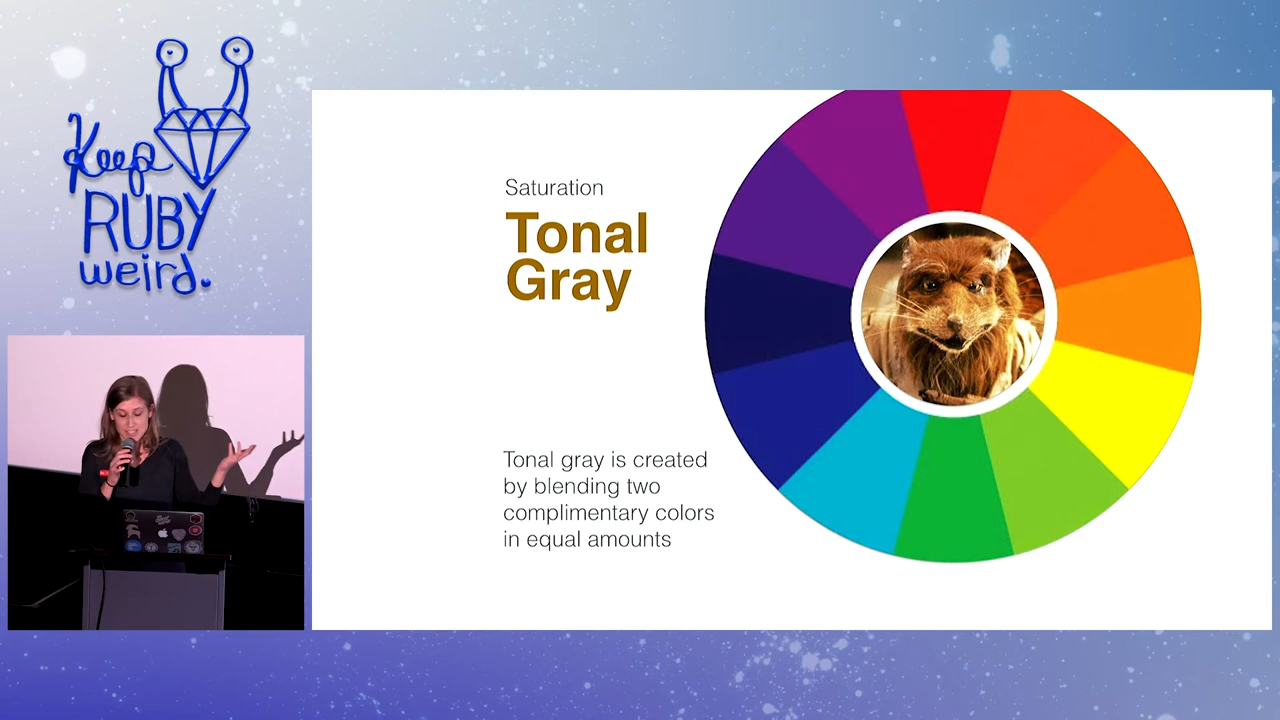 Keep
RUBY
weird.
Saturation
Tonal
Gray
Tonal gray is created
by blending two
complimentary colors
in equal amounts